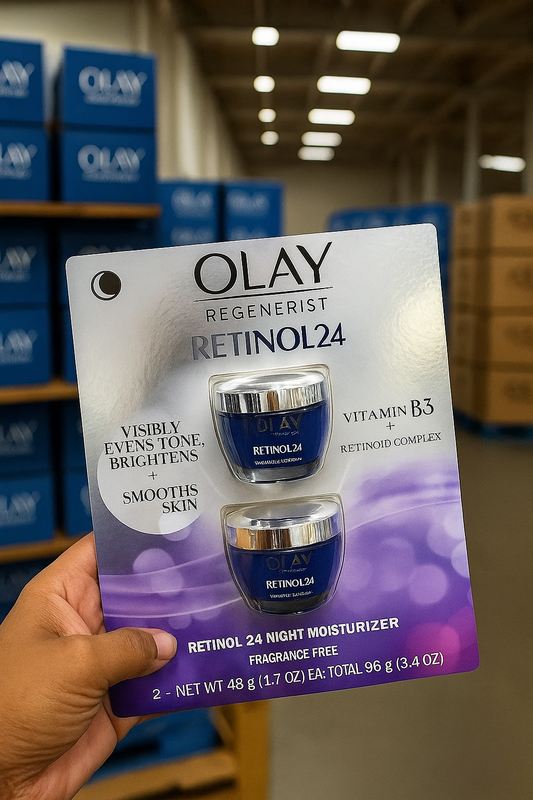 OLAY
OLAY
OLAY
OLAY
OLAY
REGENERIST
RETINOL24
VISIBLY
EVENS TONE,
BRIGHTENS
+
SMOOTHS
SKIN
VITAMIN B3
+
RETINOID COMPLEX
OLAY
RETINOL24
OLAY
RETINOL24
RETINOL 24 NIGHT MOISTURIZER
FRAGRANCE FREE
2 - NET WT 48 g (1.7 OZ) EA: TOTAL 96 g (3.4 OZ)